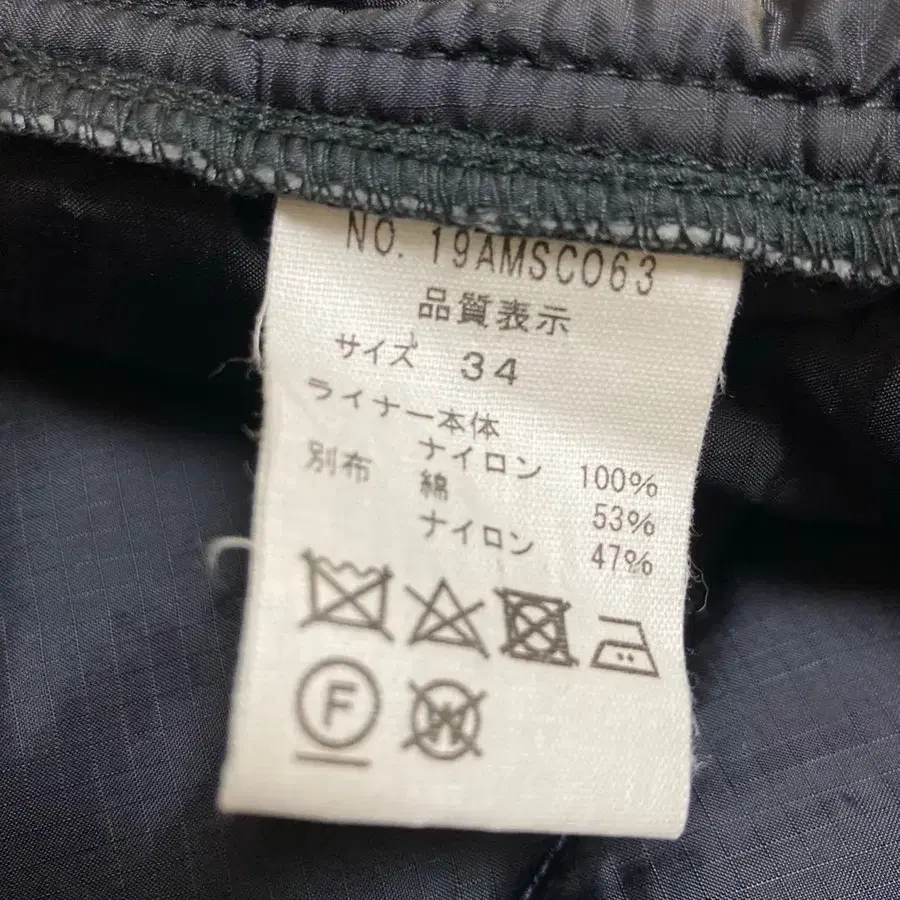 NO. 19AMSC063
品質表示
サイズ 34
ライナー本体
ナイロン 100%
別布 綿 53%
ナイロン 47%
F W